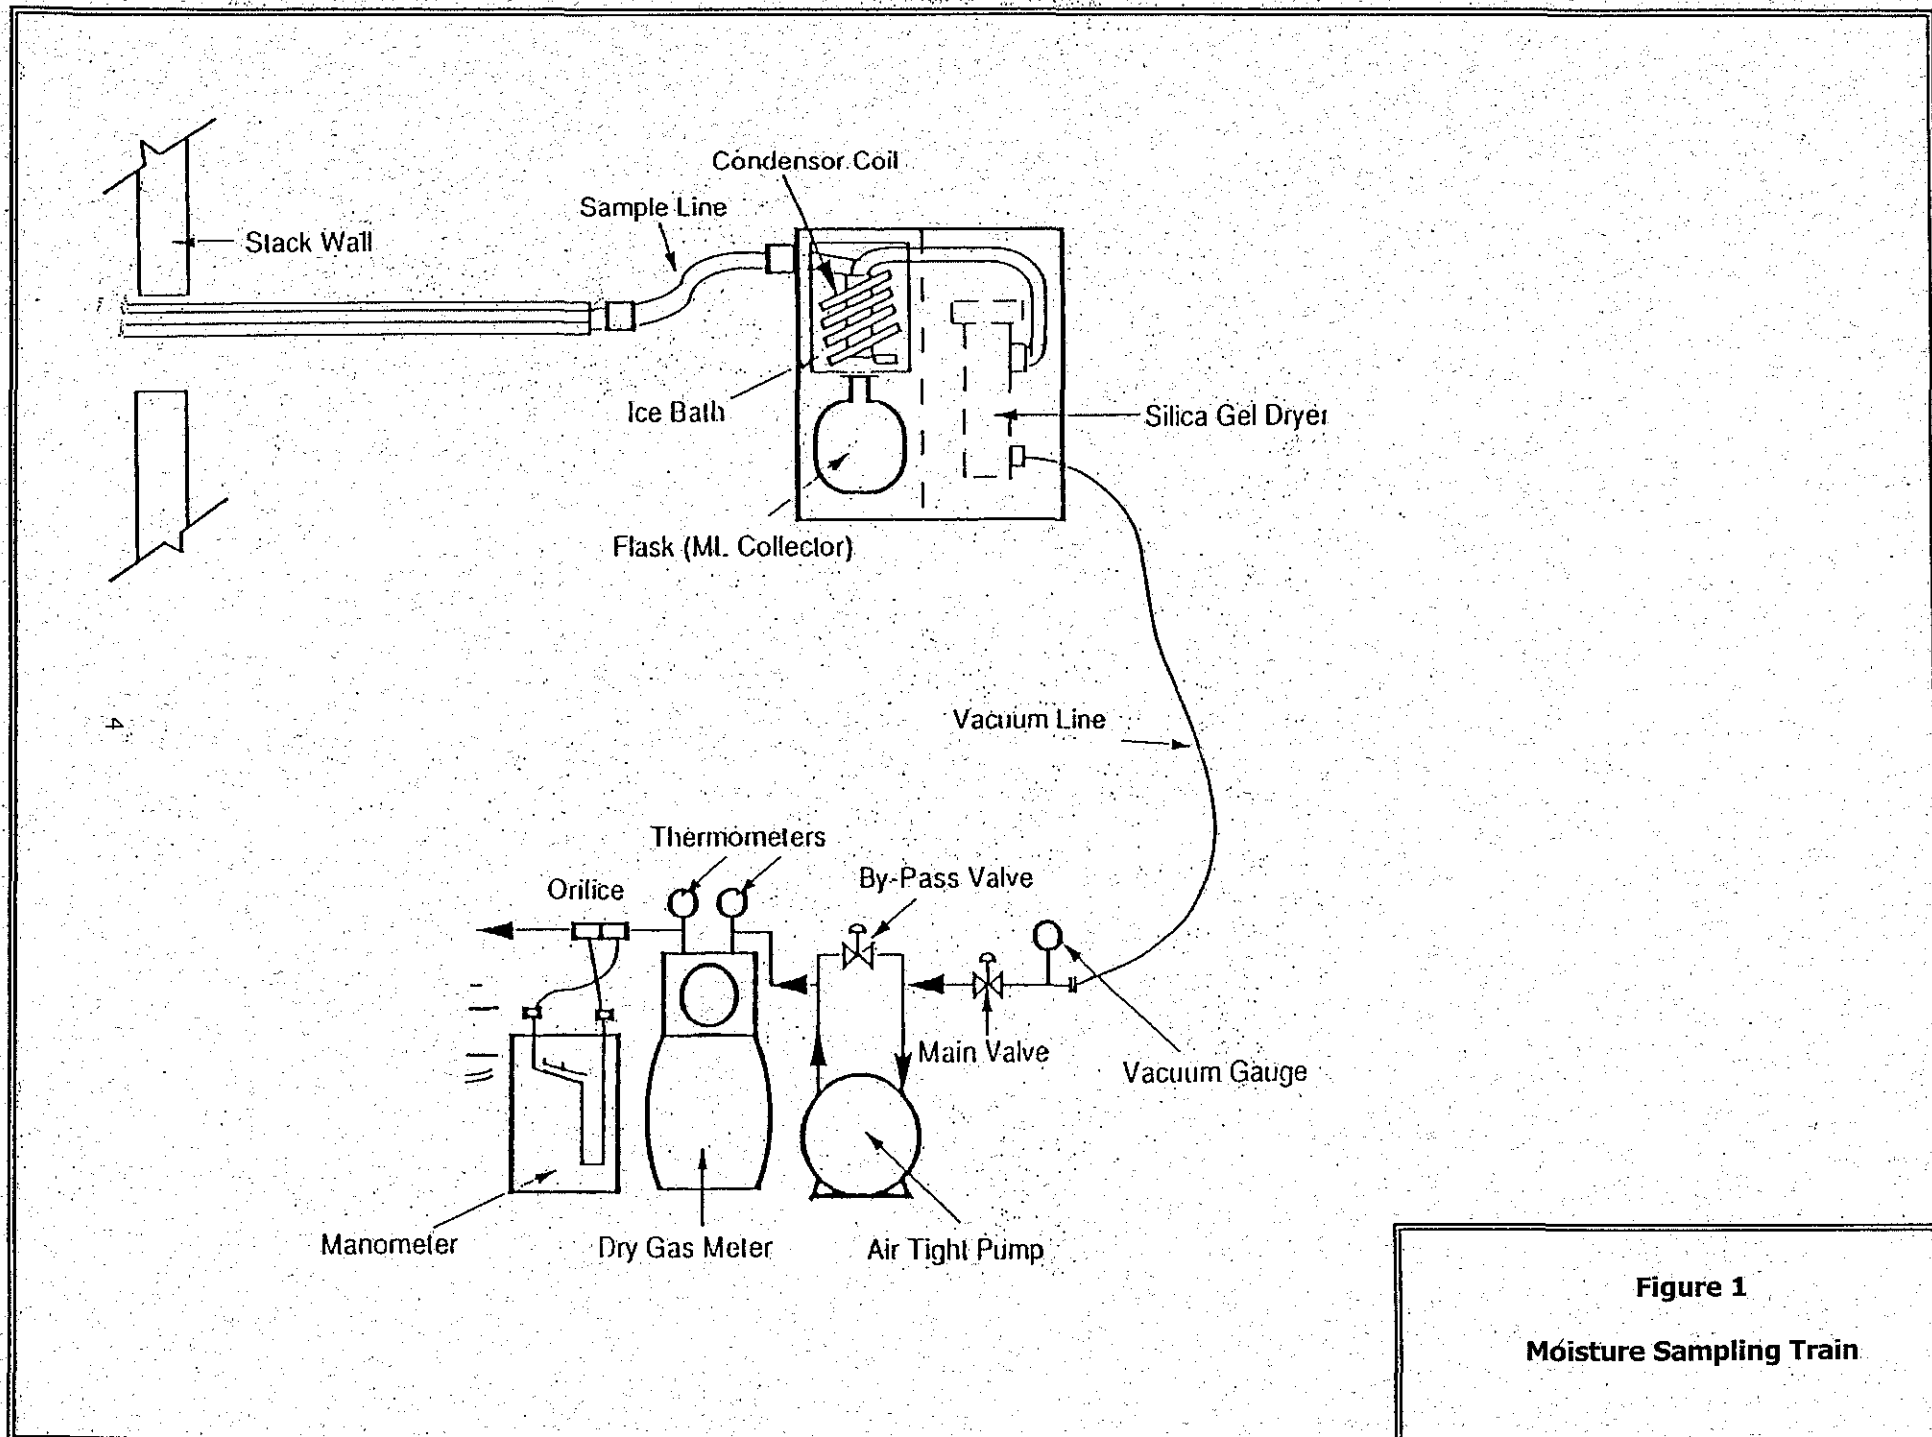 Condensor Coil
Sample Line
Stack Wall
Ice Bath
Silica Gel Dryer
Flask (ML Collector)
4
Vacuum Line
Thermometers
By-Pass Valve
Orifice
Main Valve
Vacuum Gauge
Manometer
Dry Gas Meter
Air Tight Pump
Figure 1
Moisture Sampling Train